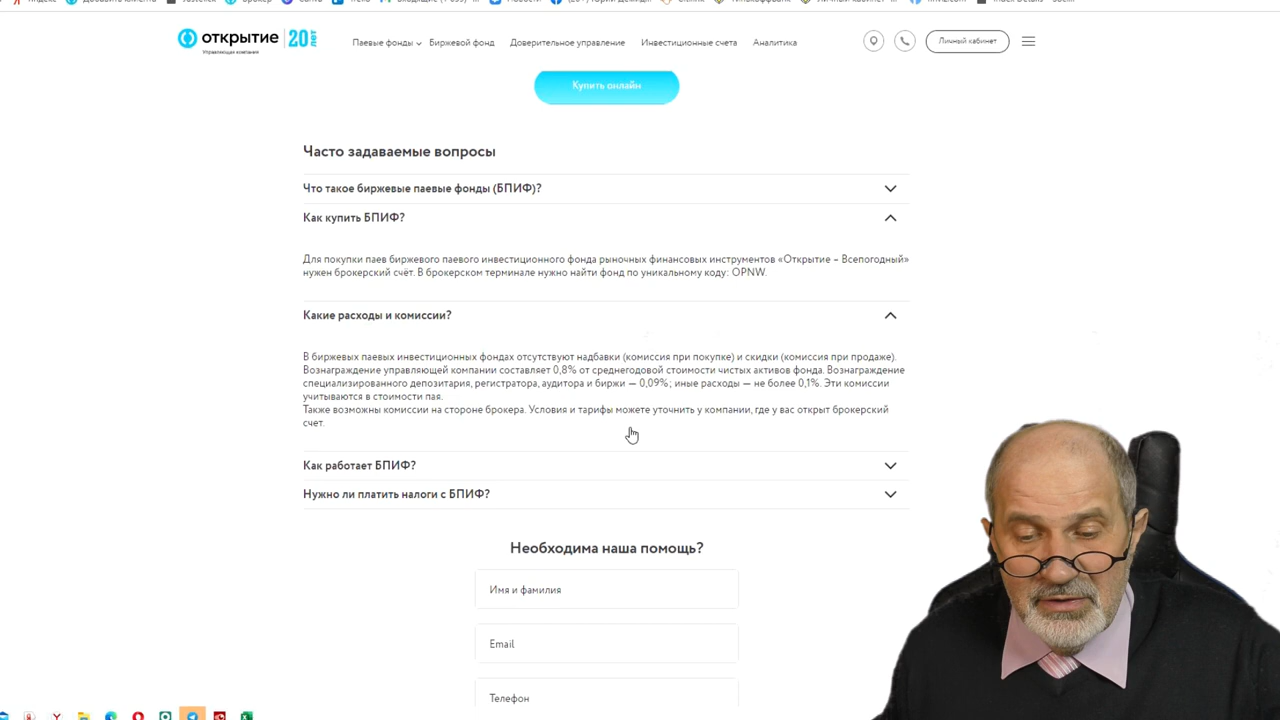 открытие
Управляющая компания
20 лет
Паевые фонды
Биржевой фонд
Доверительное управление
Инвестиционные счета
Аналитика
Личный кабинет
Купить онлайн
Часто задаваемые вопросы
Что такое биржевые паевые фонды (БПИФ)?
Как купить БПИФ?
Для покупки паев биржевого паевого инвестиционного фонда рыночных финансовых инструментов «Открытие – Всепогодный»
нужен брокерский счёт. В брокерском терминале нужно найти фонд по уникальному коду: OPNW.
Какие расходы и комиссии?
В биржевых паевых инвестиционных фондах отсутствуют надбавки (комиссия при покупке) и скидки (комиссия при продаже).
Вознаграждение управляющей компании составляет 0,8% от среднегодовой стоимости чистых активов фонда. Вознаграждение
специализированного депозитария, регистратора, аудитора и биржи — 0,09%; иные расходы — не более 0,1%. Эти комиссии
учитываются в стоимости пая.
Также возможны комиссии на стороне брокера. Условия и тарифы можете уточнить у компании, где у вас открыт брокерский
счет.
Как работает БПИФ?
Нужно ли платить налоги с БПИФ?
Необходима наша помощь?
Имя и фамилия
Email
Телефон